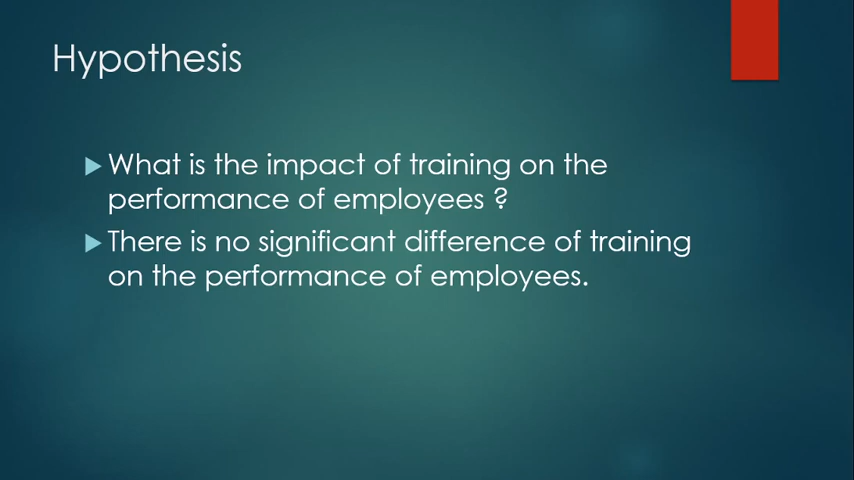 Hypothesis
What is the impact of training on the
performance of employees ?
There is no significant difference of training
on the performance of employees.